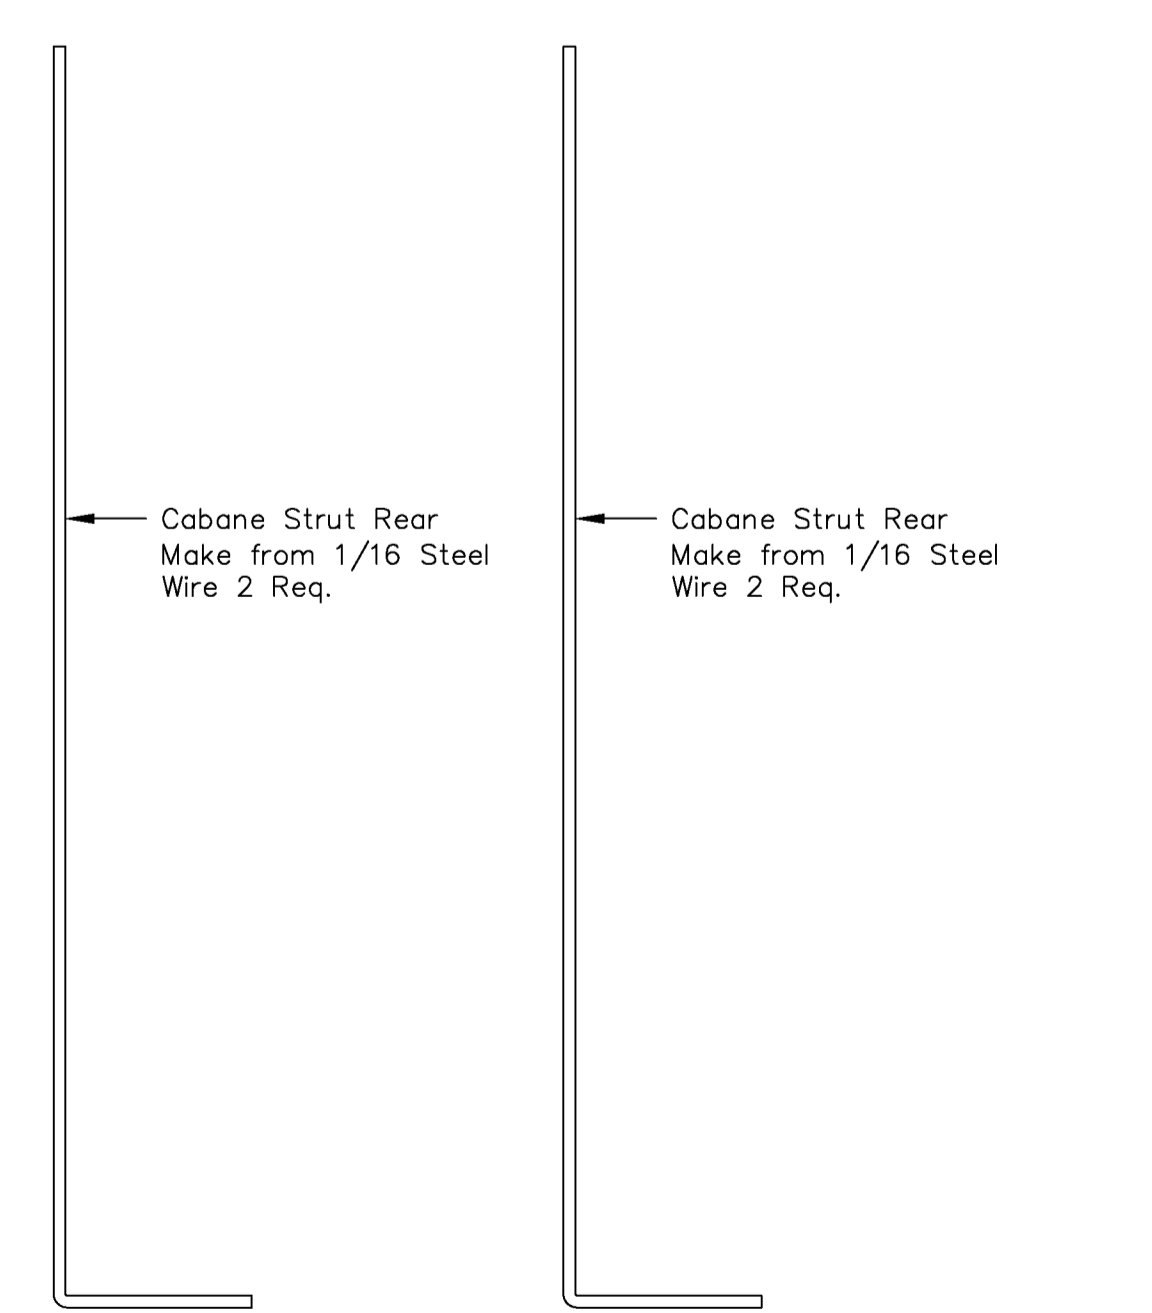 Cabane Strut Rear
Make from 1/16 Steel
Wire 2 Req.
Cabane Strut Rear
Make from 1/16 Steel
Wire 2 Req.